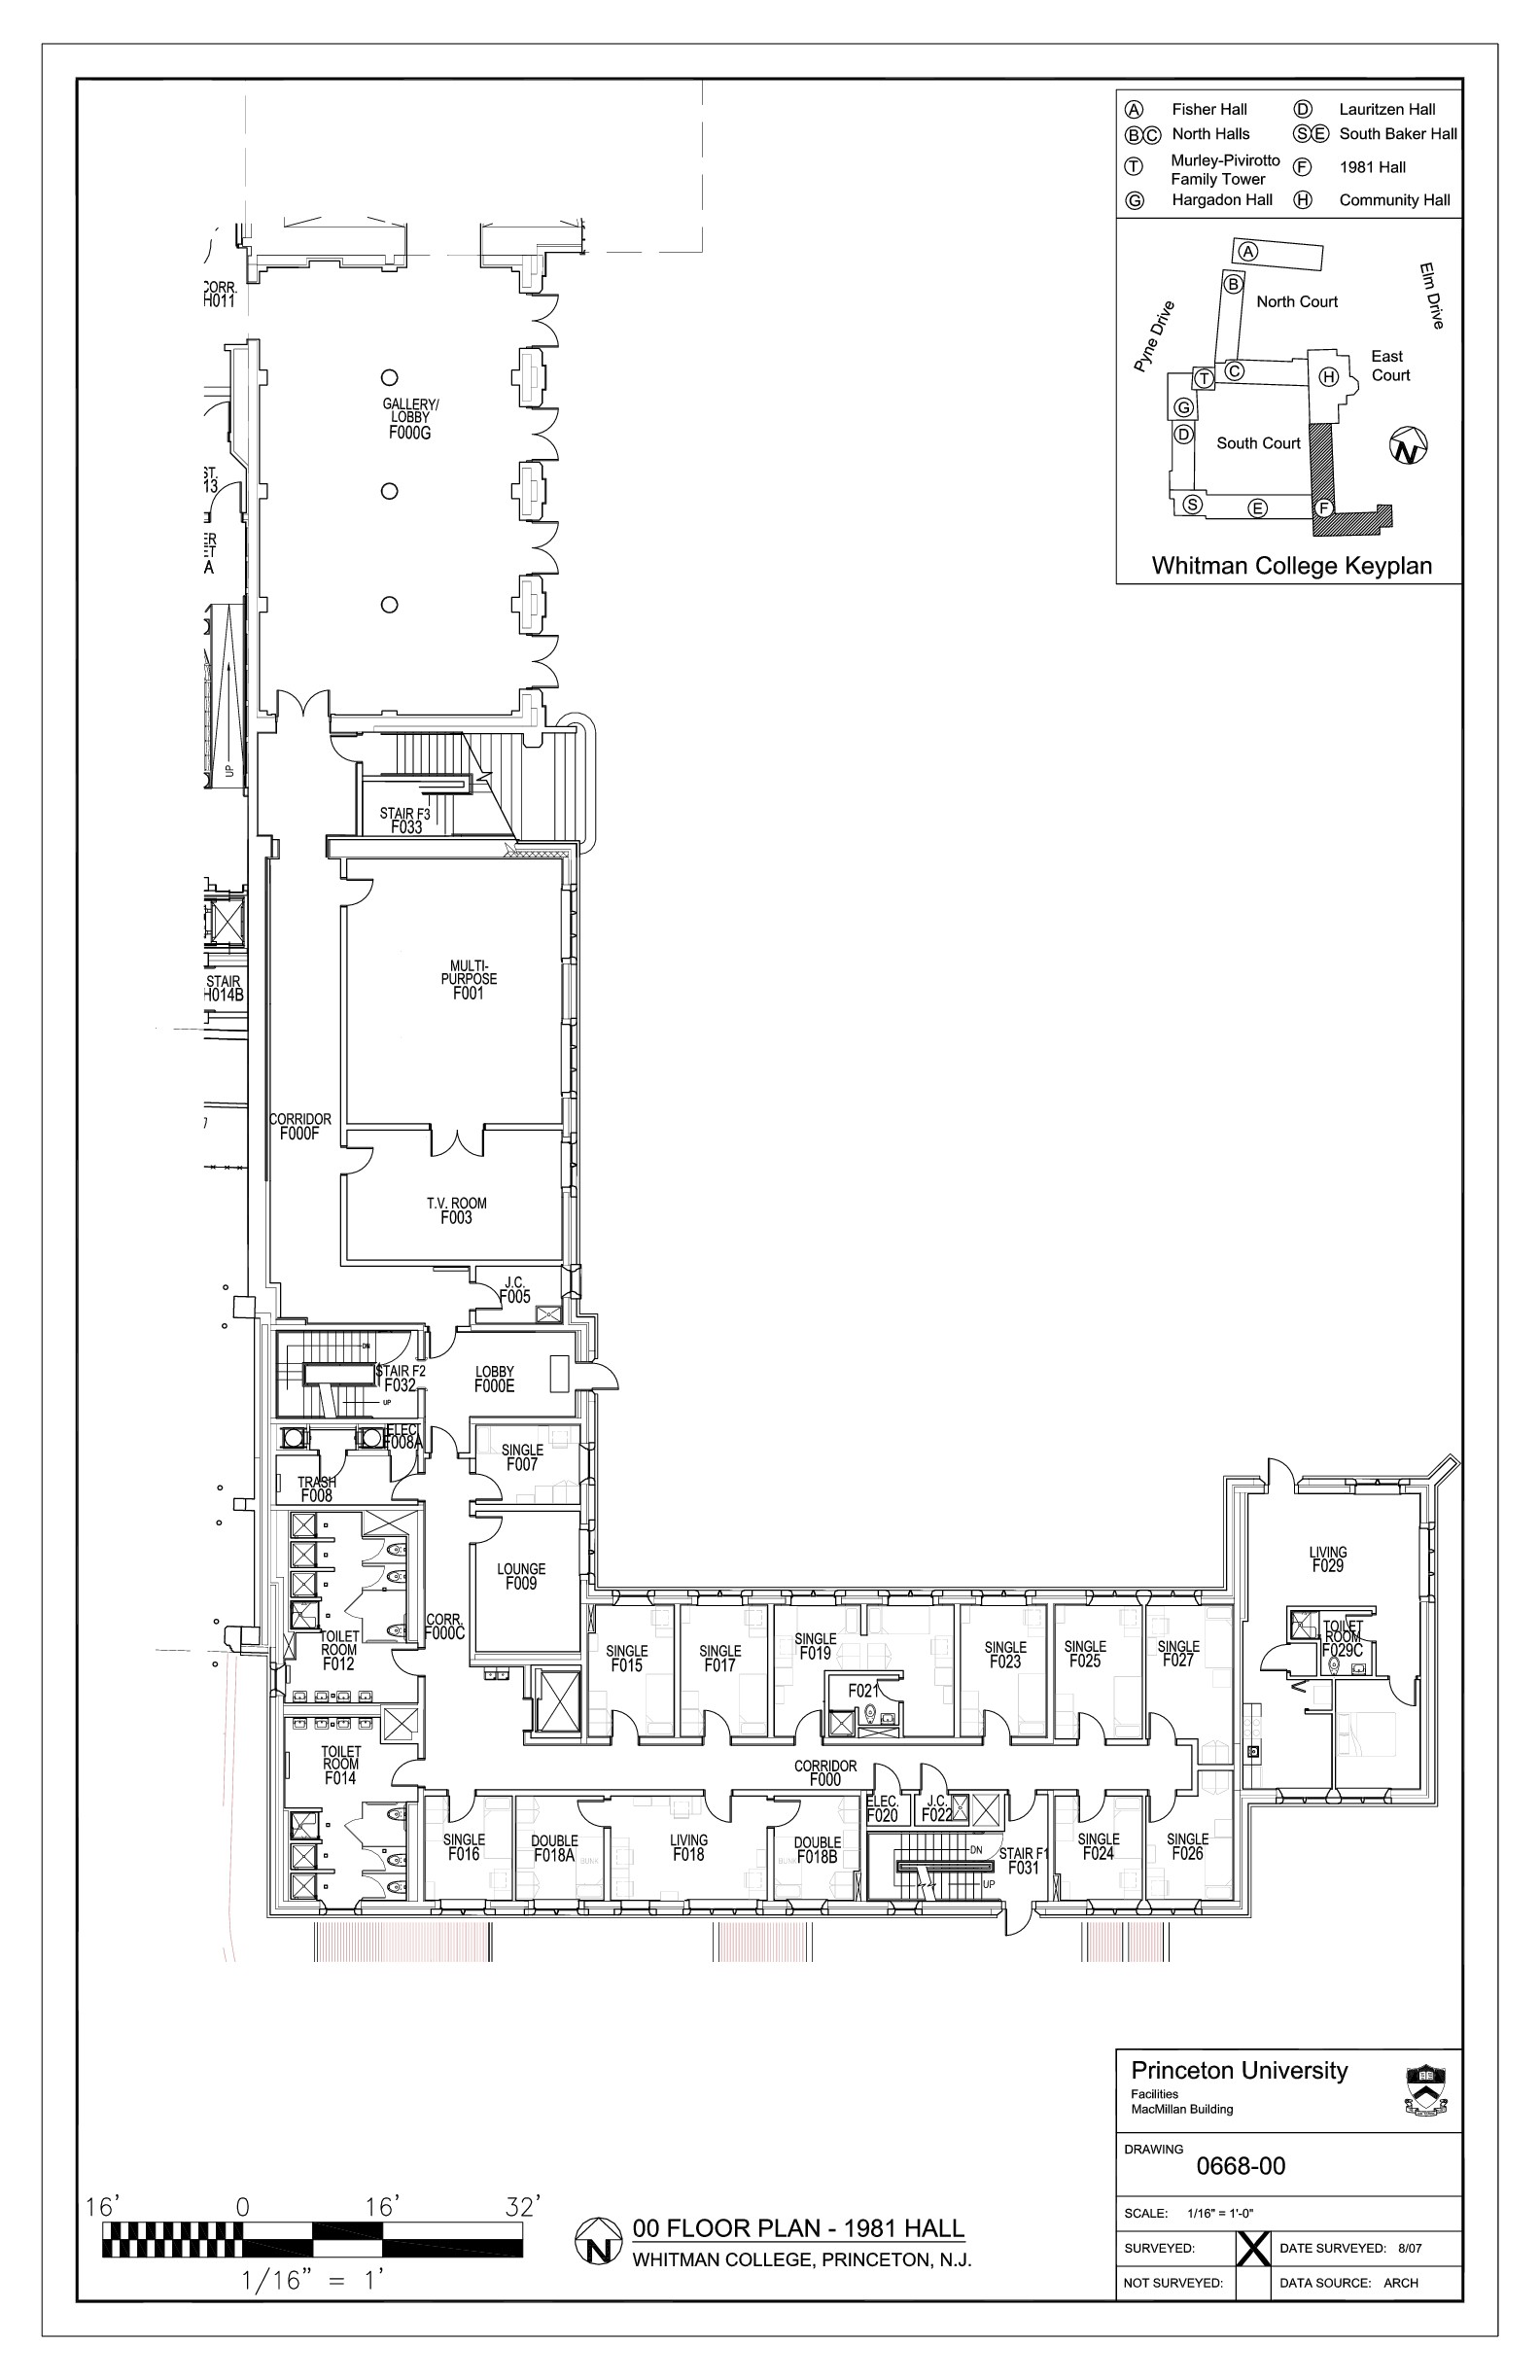 A Fisher Hall
D Lauritzen Hall
B C North Halls
S E South Baker Hall
T Murley-Pivirotto
Family Tower
F 1981 Hall
G Hargadon Hall
H Community Hall
A
B
North Court
Elm Drive
Pyne Drive
East
Court
T
C
H
G
D
South Court
N
S
E
F
Whitman College Keyplan
CORR.
H011
GALLERY/
LOBBY
F000G
ST.
13
ER
ET
A
UP
STAIR F3
F033
MULTI-
PURPOSE
F001
STAIR
H014B
CORRIDOR
F000F
T.V. ROOM
F003
J.C.
F005
DN
STAIR F2
F032
UP
LOBBY
F000E
ELEC.
F008A
SINGLE
F007
TRASH
F008
LOUNGE
F009
CORR.
F000C
TOILET
ROOM
F012
SINGLE
F015
SINGLE
F017
SINGLE
F019
F021
SINGLE
F023
SINGLE
F025
SINGLE
F027
LIVING
F029
TOILET
ROOM
F029C
TOILET
ROOM
F014
CORRIDOR
F000
ELEC.
F020
J.C.
F022
SINGLE
F016
DOUBLE
F018A
BUNK
LIVING
F018
DOUBLE
F018B
BUNK
DN
UP
STAIR F1
F031
SINGLE
F024
SINGLE
F026
Princeton University
Facilities
MacMillan Building
DRAWING
0668-00
SCALE: 1/16" = 1'-0"
SURVEYED: X DATE SURVEYED: 8/07
NOT SURVEYED: DATA SOURCE: ARCH
16' 0 16' 32'
1/16" = 1'
N
00 FLOOR PLAN - 1981 HALL
WHITMAN COLLEGE, PRINCETON, N.J.